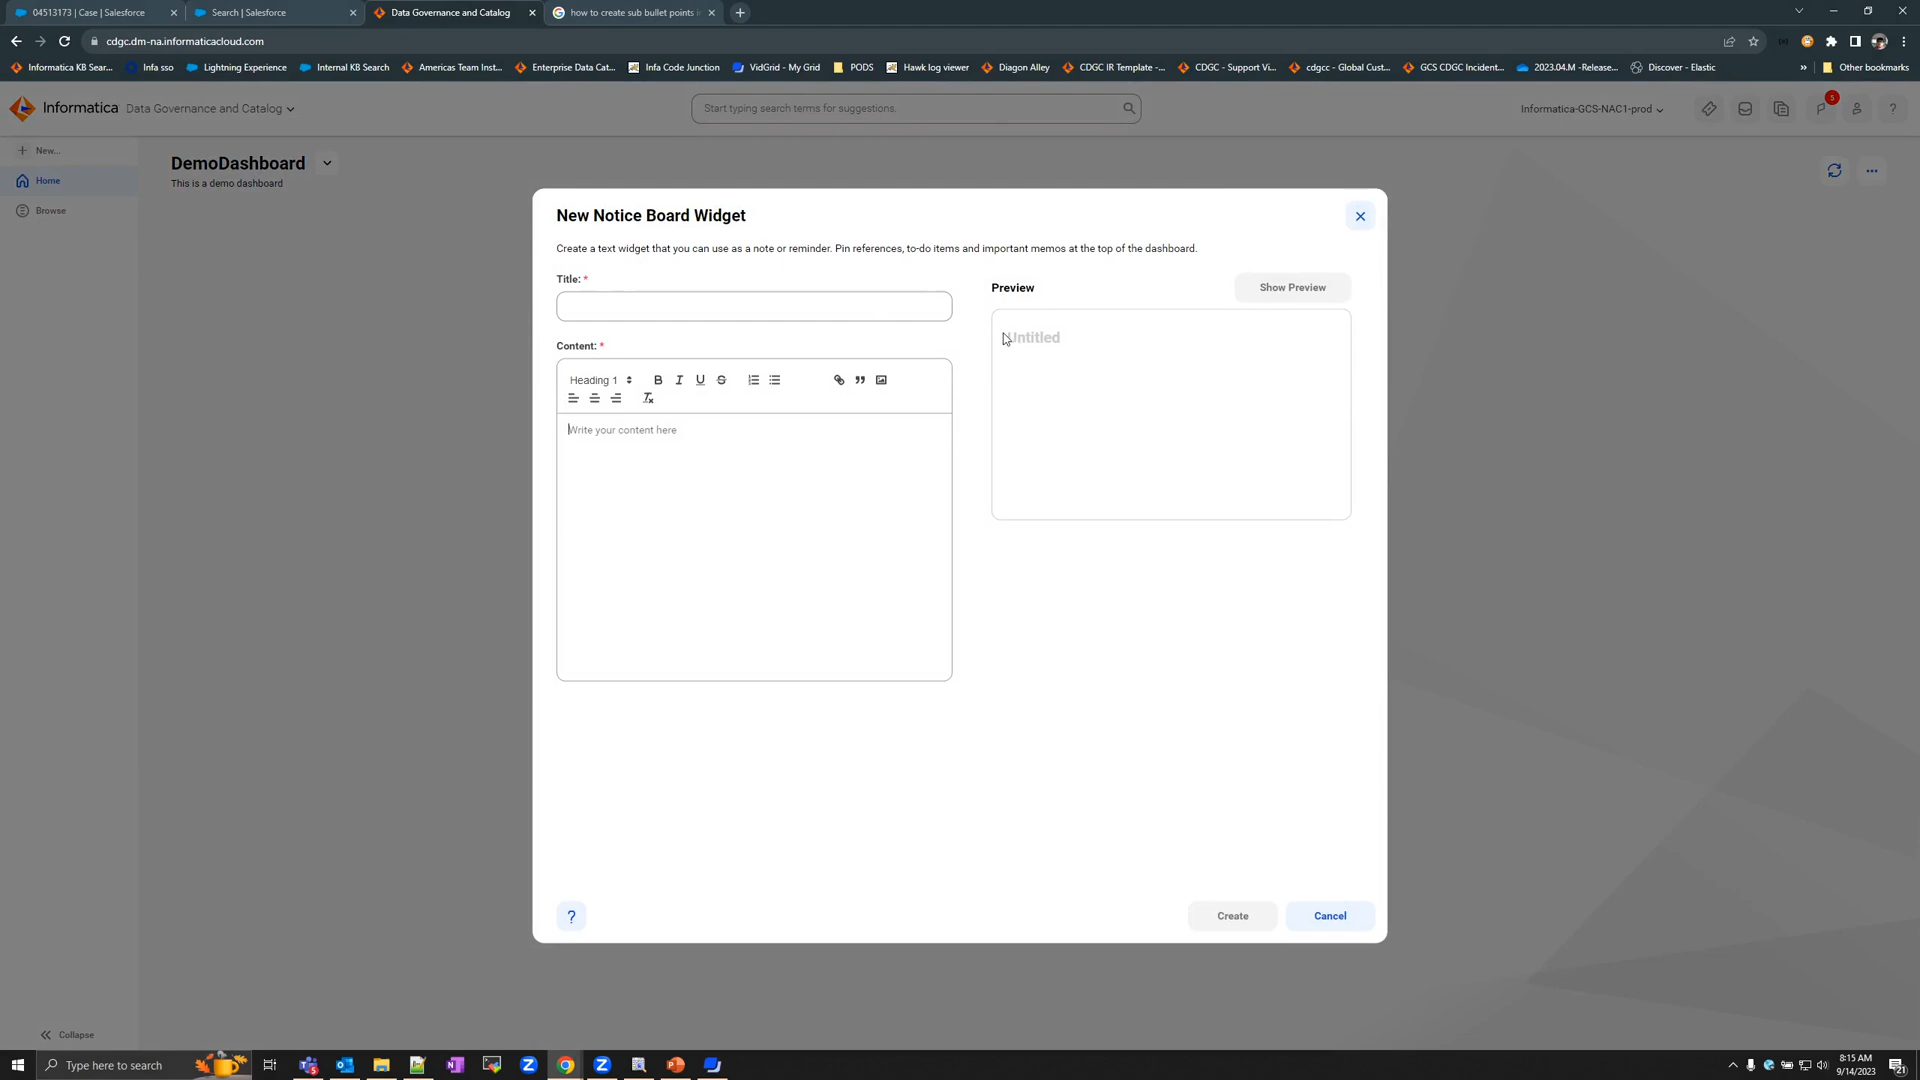 04513173 | Case | Salesforce
Search | Salesforce
Data Governance and Catalog
how to create sub bullet points i
cdgc.dm-na.informaticacloud.com
Informatica KB Sear...
Infa sso
Lightning Experience
Internal KB Search
Americas Team Inst...
Enterprise Data Cat...
Infa Code Junction
VidGrid - My Grid
PODS
Hawk log viewer
Diagon Alley
CDGC IR Template -...
CDGC - Support Vi...
cdgcc - Global Cust...
GCS CDGC Incident...
2023.04.M -Release...
Discover - Elastic
»
Other bookmarks
Informatica
Data Governance and Catalog
Start typing search terms for suggestions.
Informatica-GCS-NAC1-prod
5
?
New...
Home
Browse
DemoDashboard
This is a demo dashboard
New Notice Board Widget
Create a text widget that you can use as a note or reminder. Pin references, to-do items and important memos at the top of the dashboard.
Title: *
Preview
Show Preview
Untitled
Content: *
Heading 1
B I U S
Write your content here
?
Create
Cancel
Collapse
Type here to search
8:15 AM
9/14/2023
21